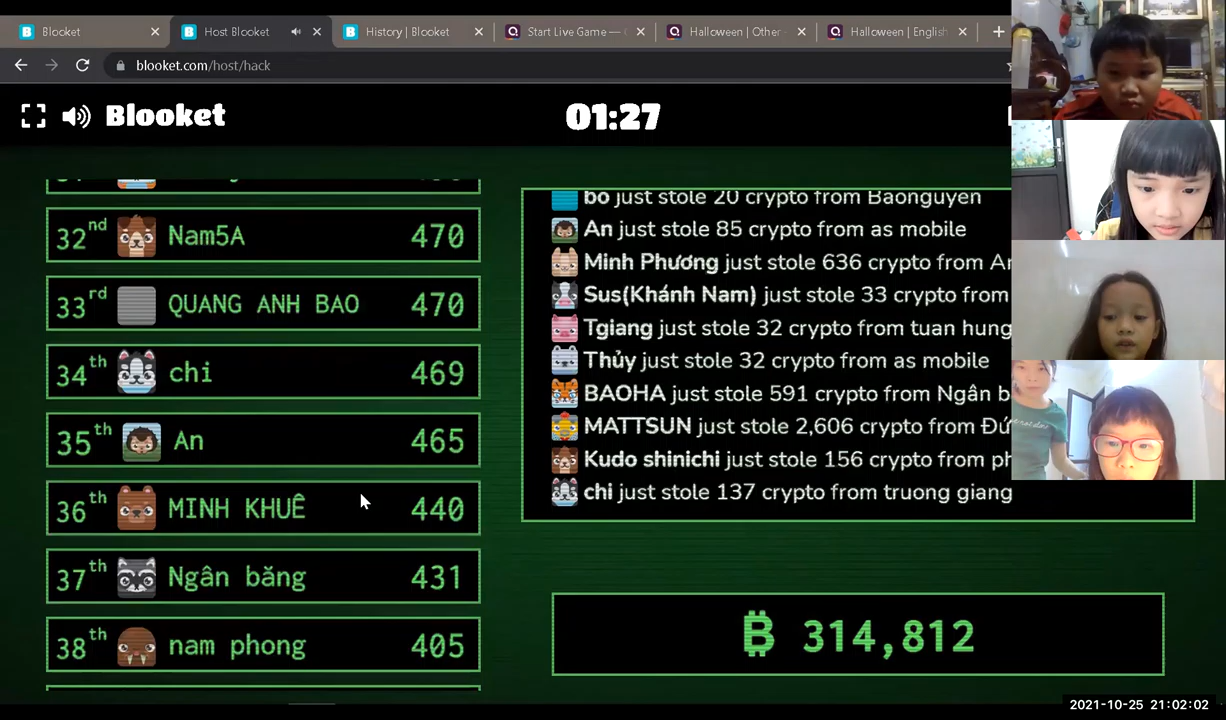 Blooket
Host Blooket
History | Blooket
Start Live Game —
Halloween | Other
Halloween | English
blooket.com/host/hack
Blooket
01:27
32nd Nam5A 470
33rd QUANG ANH BAO 470
34th chi 469
35th An 465
36th MINH KHUÊ 440
37th Ngân băng 431
38th nam phong 405
bo just stole 20 crypto from Baonguyen
An just stole 85 crypto from as mobile
Minh Phương just stole 636 crypto from
Sus(Khánh Nam) just stole 33 crypto from
Tgiang just stole 32 crypto from tuan hung
Thủy just stole 32 crypto from as mobile
BAOHA just stole 591 crypto from Ngân
MATTSUN just stole 2,606 crypto from
Kudo shinichi just stole 156 crypto from
chi just stole 137 crypto from truong giang
₿ 314,812
2021-10-25 21:02:02